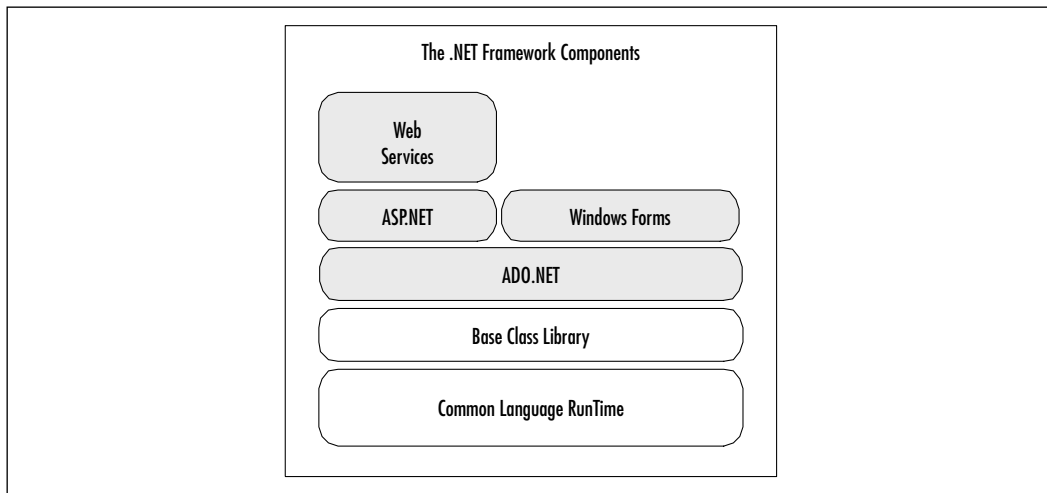 The .NET Framework Components
Web
Services
ASP.NET
Windows Forms
ADO.NET
Base Class Library
Common Language RunTime